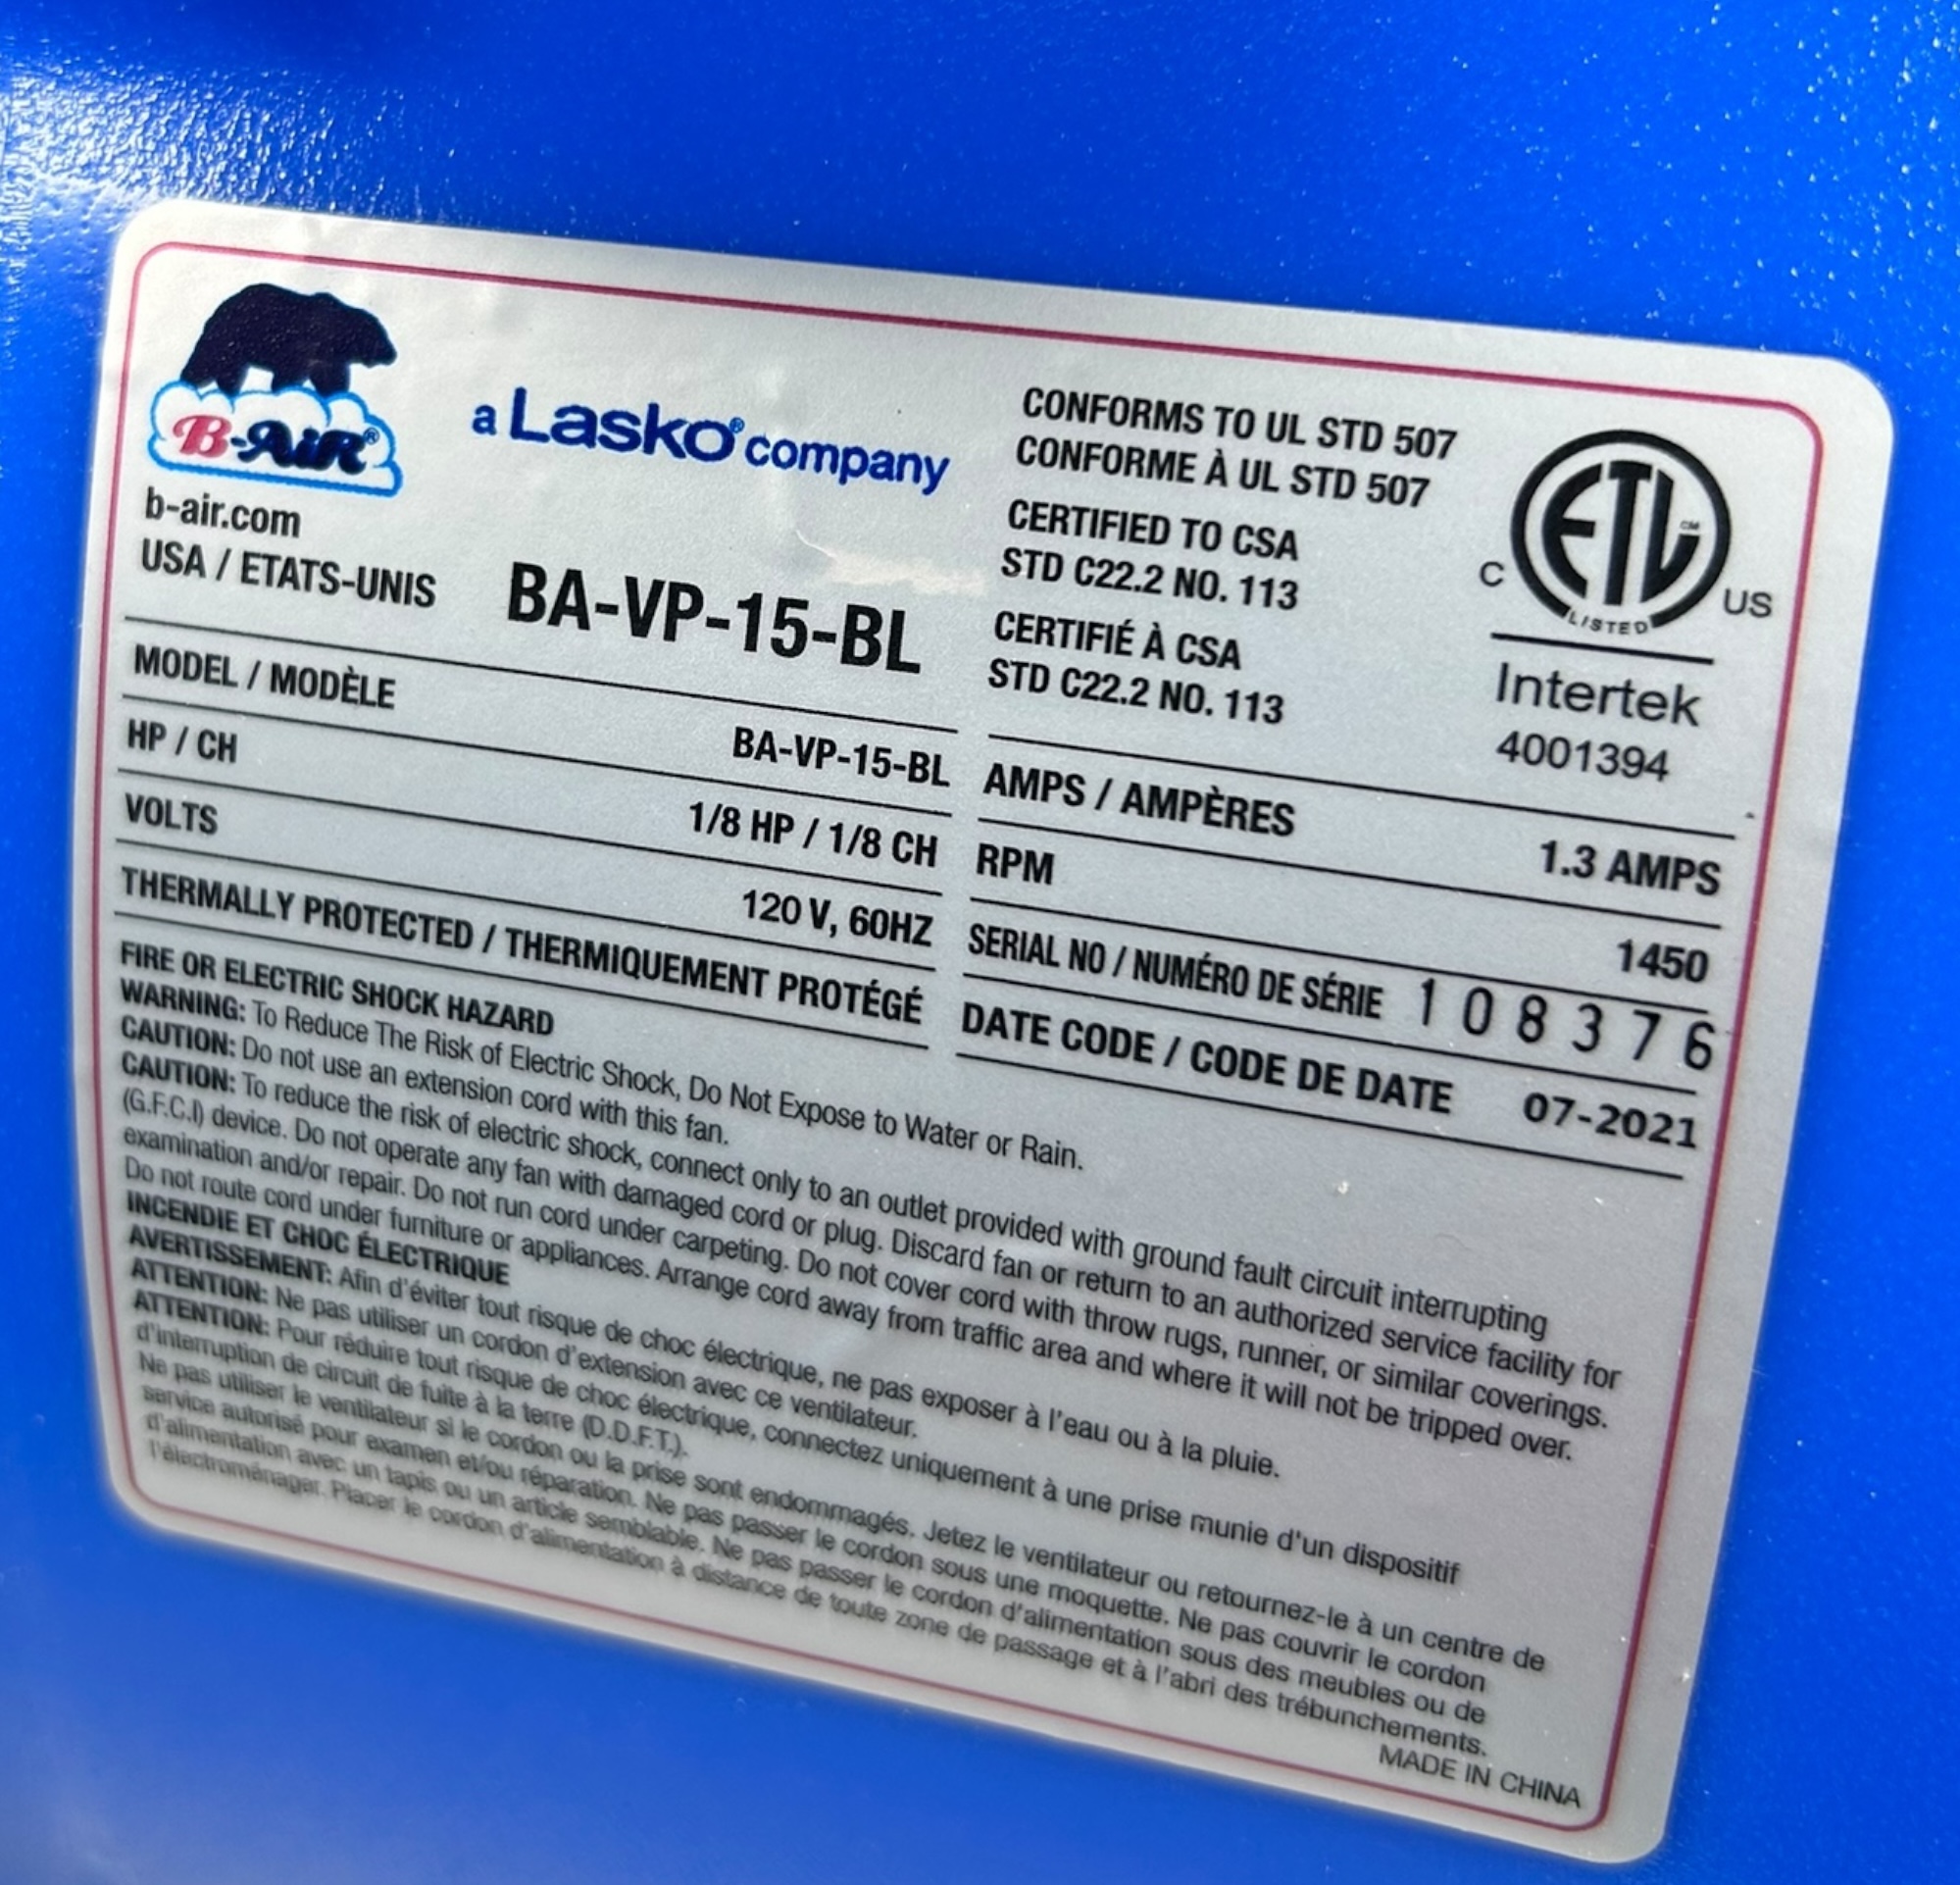 B-AiR®
a Lasko® company
b-air.com
USA / ETATS-UNIS
BA-VP-15-BL
CONFORMS TO UL STD 507
CONFORME À UL STD 507
CERTIFIED TO CSA
STD C22.2 NO. 113
CERTIFIÉ À CSA
STD C22.2 NO. 113
ETL CM
LISTED
C
US
Intertek
4001394
MODEL / MODÈLE BA-VP-15-BL
HP / CH 1/8 HP / 1/8 CH
VOLTS 120 V, 60HZ
THERMALLY PROTECTED / THERMIQUEMENT PROTÉGÉ
AMPS / AMPÈRES 1.3 AMPS
RPM 1450
SERIAL NO / NUMÉRO DE SÉRIE 108376
DATE CODE / CODE DE DATE 07-2021
FIRE OR ELECTRIC SHOCK HAZARD
WARNING: To Reduce The Risk of Electric Shock, Do Not Expose to Water or Rain.
CAUTION: Do not use an extension cord with this fan.
CAUTION: To reduce the risk of electric shock, connect only to an outlet provided with ground fault circuit interrupting
(G.F.C.I) device. Do not operate any fan with damaged cord or plug. Discard fan or return to an authorized service facility for
examination and/or repair. Do not run cord under carpeting. Do not cover cord with throw rugs, runner, or similar coverings.
Do not route cord under furniture or appliances. Arrange cord away from traffic area and where it will not be tripped over.
INCENDIE ET CHOC ÉLECTRIQUE
AVERTISSEMENT: Afin d'éviter tout risque de choc électrique, ne pas exposer à l'eau ou à la pluie.
ATTENTION: Ne pas utiliser un cordon d'extension avec ce ventilateur.
ATTENTION: Pour réduire tout risque de choc électrique, connectez uniquement à une prise munie d'un dispositif
d'interruption de circuit de fuite à la terre (D.D.F.T.).
Ne pas utiliser le ventilateur si le cordon ou la prise sont endommagés. Jetez le ventilateur ou retournez-le à un centre de
service autorisé pour examen et/ou réparation. Ne pas passer le cordon sous une moquette. Ne pas couvrir le cordon
d'alimentation avec un tapis ou un article semblable. Ne pas passer le cordon d'alimentation sous des meubles ou de
l'électroménager. Placer le cordon d'alimentation à distance de toute zone de passage et à l'abri des trébunchements.
MADE IN CHINA